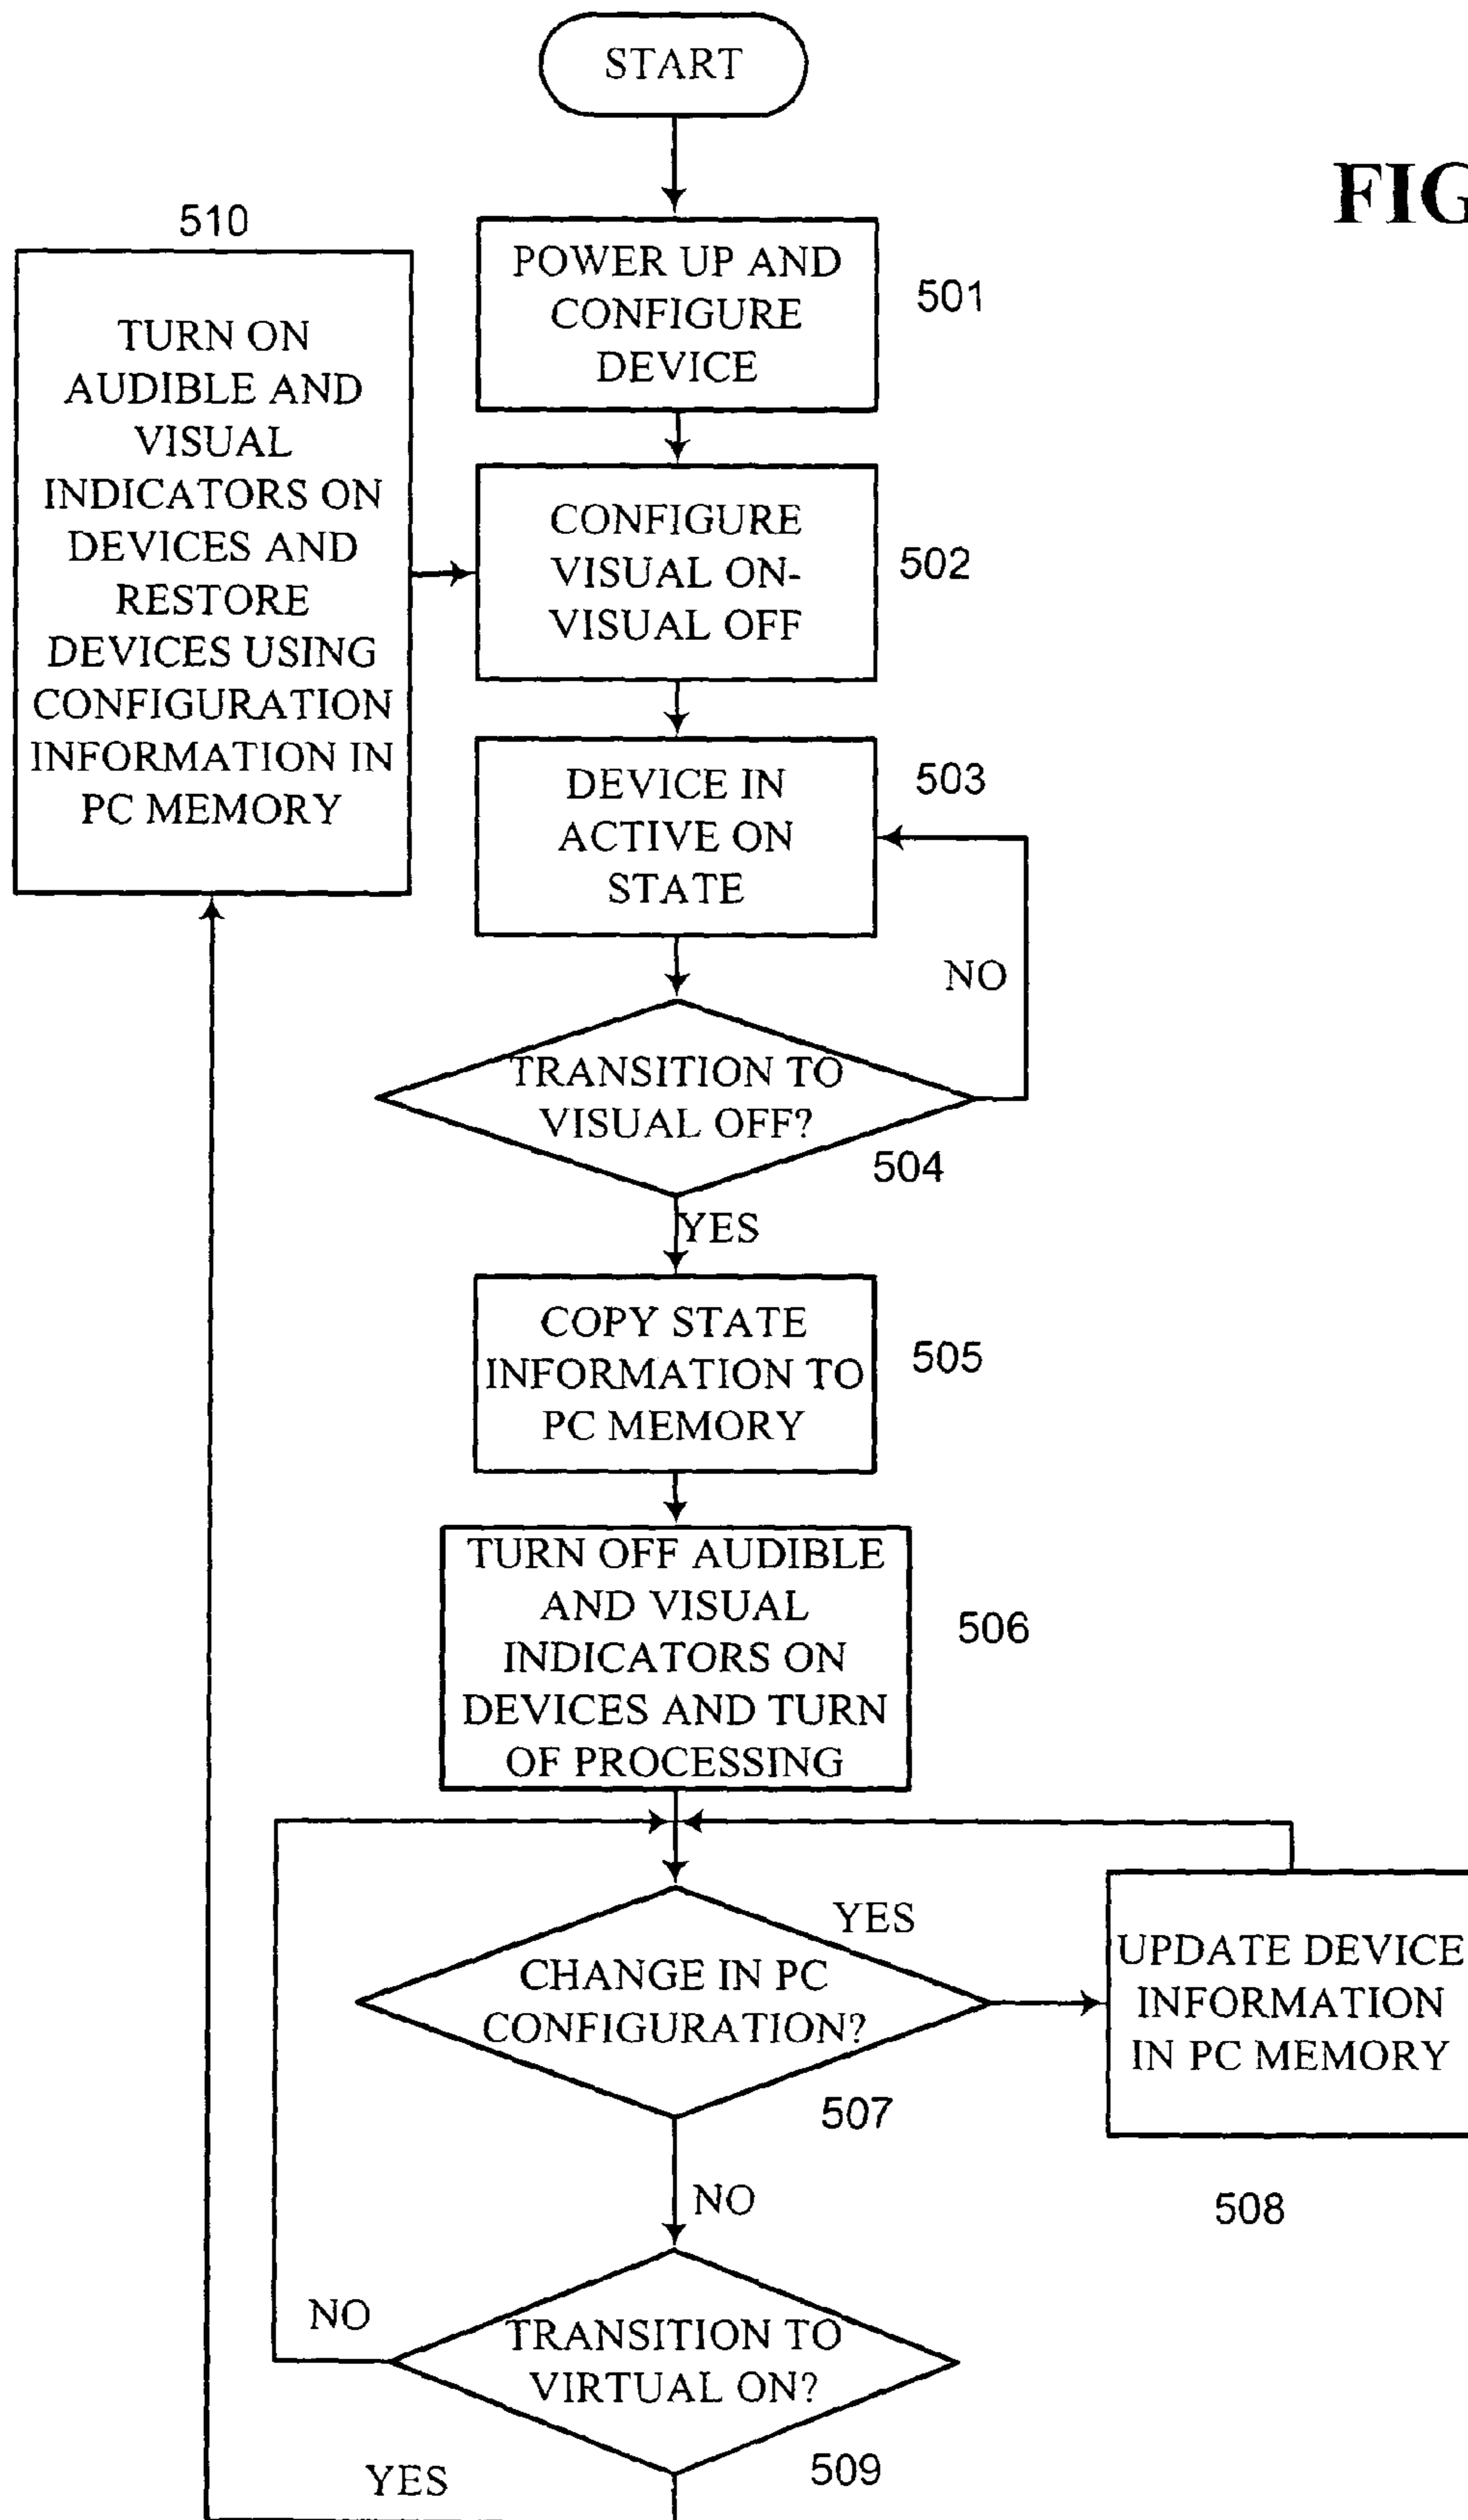 START
FIG
510
POWER UP AND
CONFIGURE
DEVICE
501
TURN ON
AUDIBLE AND
VISUAL
INDICATORS ON
DEVICES AND
RESTORE
DEVICES USING
CONFIGURATION
INFORMATION IN
PC MEMORY
CONFIGURE
VISUAL ON-
VISUAL OFF
502
DEVICE IN
ACTIVE ON
STATE
503
NO
TRANSITION TO
VISUAL OFF?
504
YES
COPY STATE
INFORMATION TO
PC MEMORY
505
TURN OFF AUDIBLE
AND VISUAL
INDICATORS ON
DEVICES AND TURN
OF PROCESSING
506
YES
CHANGE IN PC
CONFIGURATION?
507
UPDATE DEVICE
INFORMATION
IN PC MEMORY
508
NO
NO
TRANSITION TO
VIRTUAL ON?
509
YES